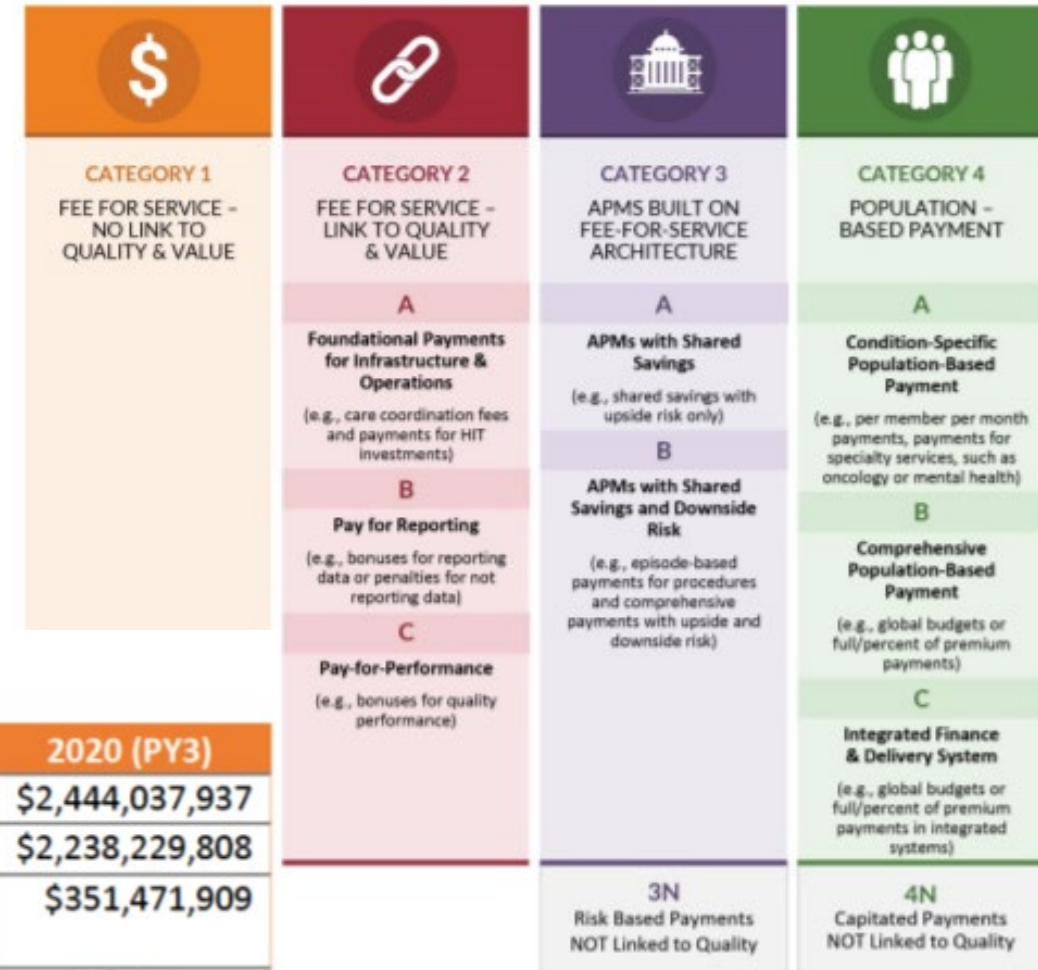 $
CATEGORY 1
FEE FOR SERVICE –
NO LINK TO
QUALITY & VALUE
CATEGORY 2
FEE FOR SERVICE –
LINK TO QUALITY
& VALUE
A
Foundational Payments
for Infrastructure &
Operations
(e.g., care coordination fees
and payments for HIT
investments)
B
Pay for Reporting
(e.g., bonuses for reporting
data or penalties for not
reporting data)
C
Pay-for-Performance
(e.g., bonuses for quality
performance)
CATEGORY 3
APMS BUILT ON
FEE-FOR-SERVICE
ARCHITECTURE
A
APMs with Shared
Savings
(e.g., shared savings with
upside risk only)
B
APMs with Shared
Savings and Downside
Risk
(e.g., episode-based
payments for procedures
and comprehensive
payments with upside and
downside risk)
3N
Risk Based Payments
NOT Linked to Quality
CATEGORY 4
POPULATION –
BASED PAYMENT
A
Condition-Specific
Population-Based
Payment
(e.g., per member per month
payments, payments for
specialty services, such as
oncology or mental health)
B
Comprehensive
Population-Based
Payment
(e.g., global budgets or
full/percent of premium
payments)
C
Integrated Finance
& Delivery System
(e.g., global budgets or
full/percent of premium
payments in integrated
systems)
4N
Capitated Payments
NOT Linked to Quality
2020 (PY3)
$2,444,037,937
$2,238,229,808
$351,471,909